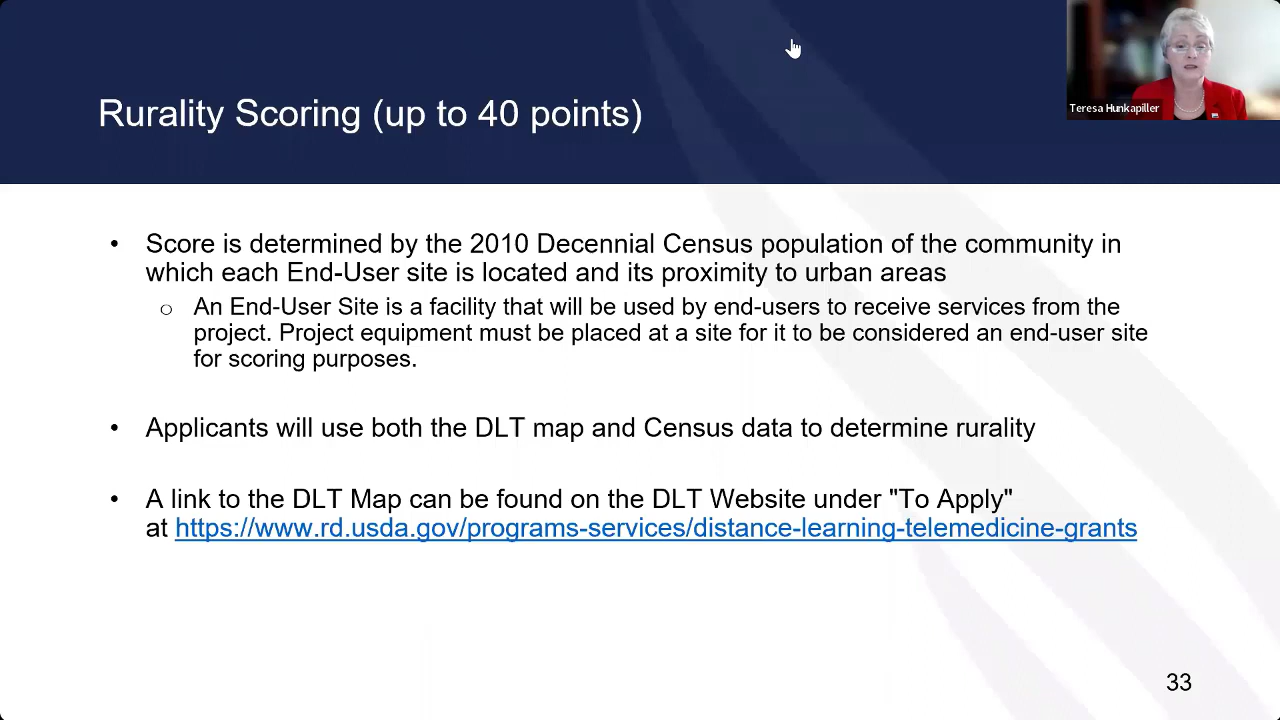 Teresa Hunkapiller
Rurality Scoring (up to 40 points)
• Score is determined by the 2010 Decennial Census population of the community in
which each End-User site is located and its proximity to urban areas
o An End-User Site is a facility that will be used by end-users to receive services from the
project. Project equipment must be placed at a site for it to be considered an end-user site
for scoring purposes.
• Applicants will use both the DLT map and Census data to determine rurality
• A link to the DLT Map can be found on the DLT Website under "To Apply"
at https://www.rd.usda.gov/programs-services/distance-learning-telemedicine-grants
33